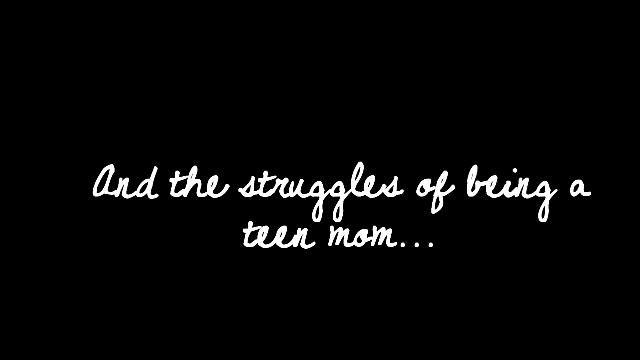 And the struggles of being a
teen mom...